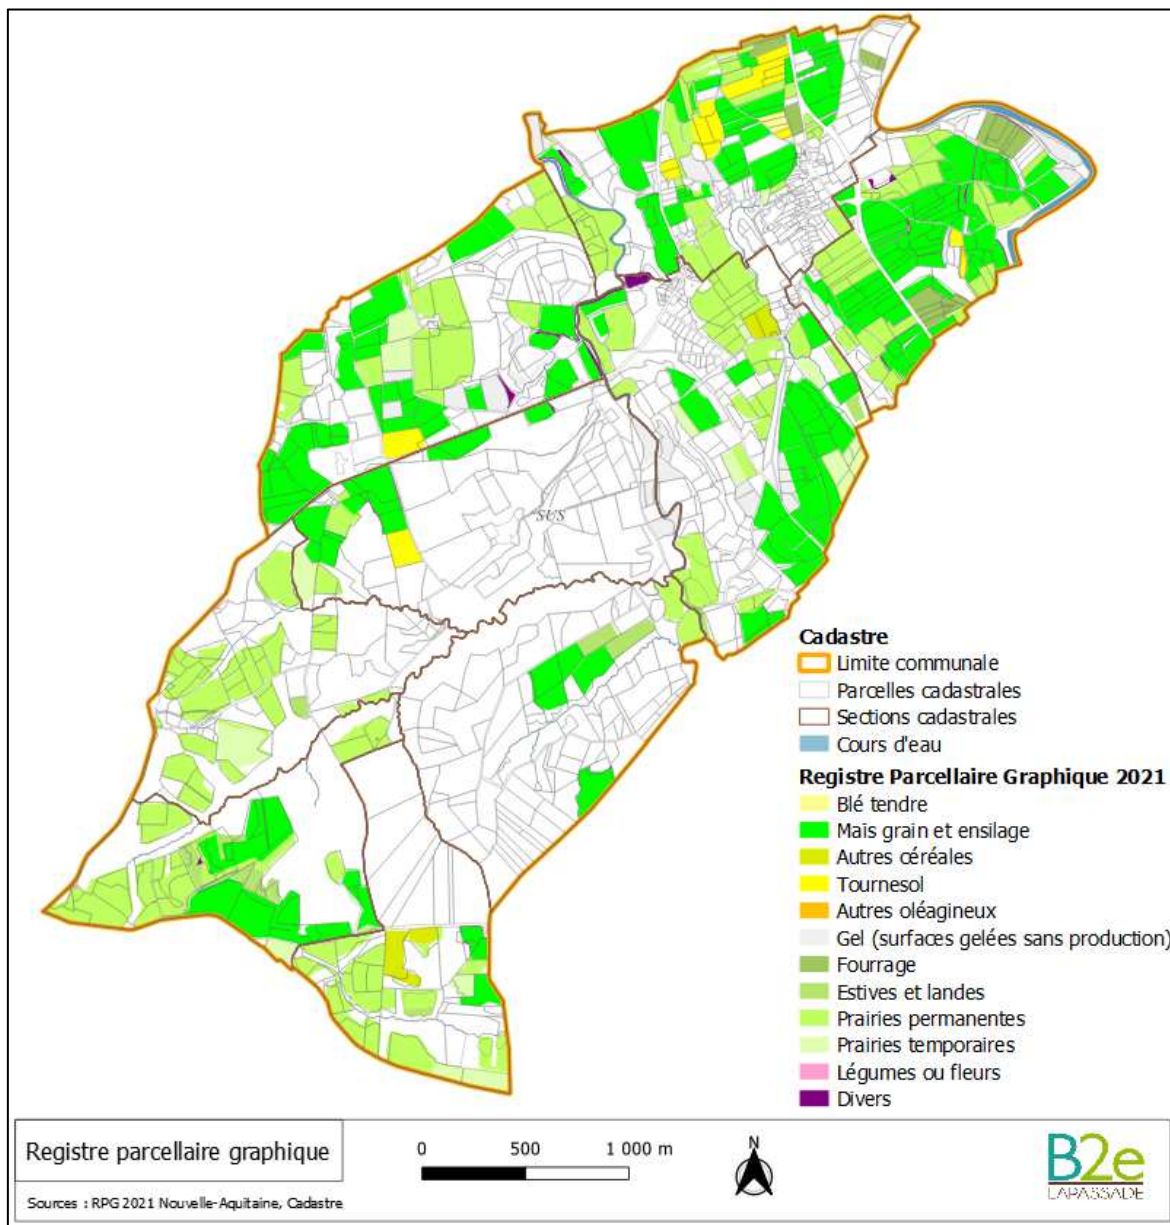 SUS
Cadastre
Limite communale
Parcelles cadastrales
Sections cadastrales
Cours d'eau
Registre Parcellaire Graphique 2021
Blé tendre
Maïs grain et ensilage
Autres céréales
Tournesol
Autres oléagineux
Gel (surfaces gelées sans production)
Fourrage
Estives et landes
Prairies permanentes
Prairies temporaires
Légumes ou fleurs
Divers
Registre parcellaire graphique
0 500 1 000 m
N
B2e
LAPASSADE
Sources : RPG 2021 Nouvelle-Aquitaine, Cadastre